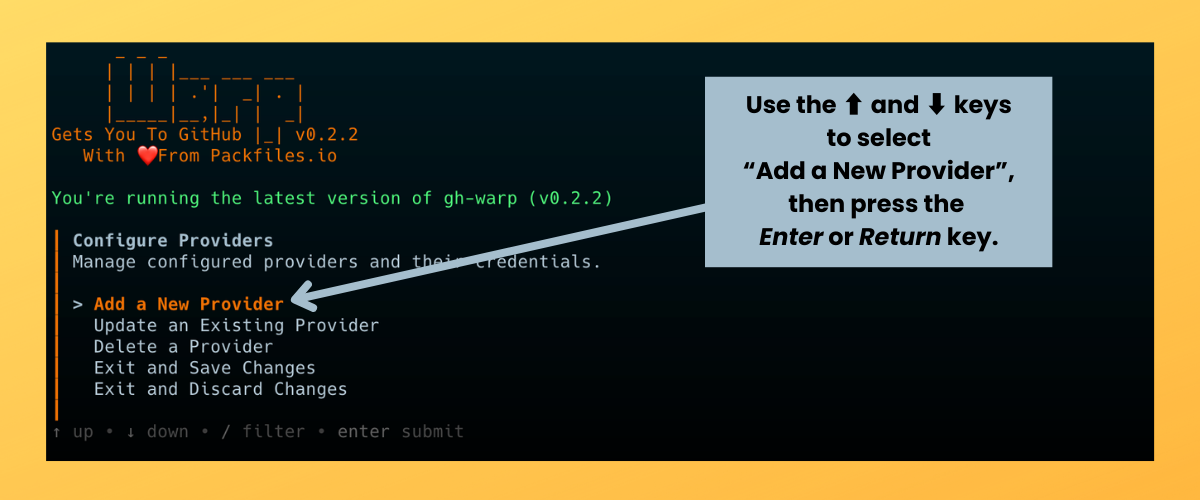 Warp
Gets You To GitHub |_| v0.2.2
With ❤️From Packfiles.io
You're running the latest version of gh-warp (v0.2.2)
Configure Providers
Manage configured providers and their credentials.
> Add a New Provider
Update an Existing Provider
Delete a Provider
Exit and Save Changes
Exit and Discard Changes
↑ up • ↓ down • / filter • enter submit
Use the ⬆ and ⬇ keys
to select
“Add a New Provider”,
then press the
Enter or Return key.